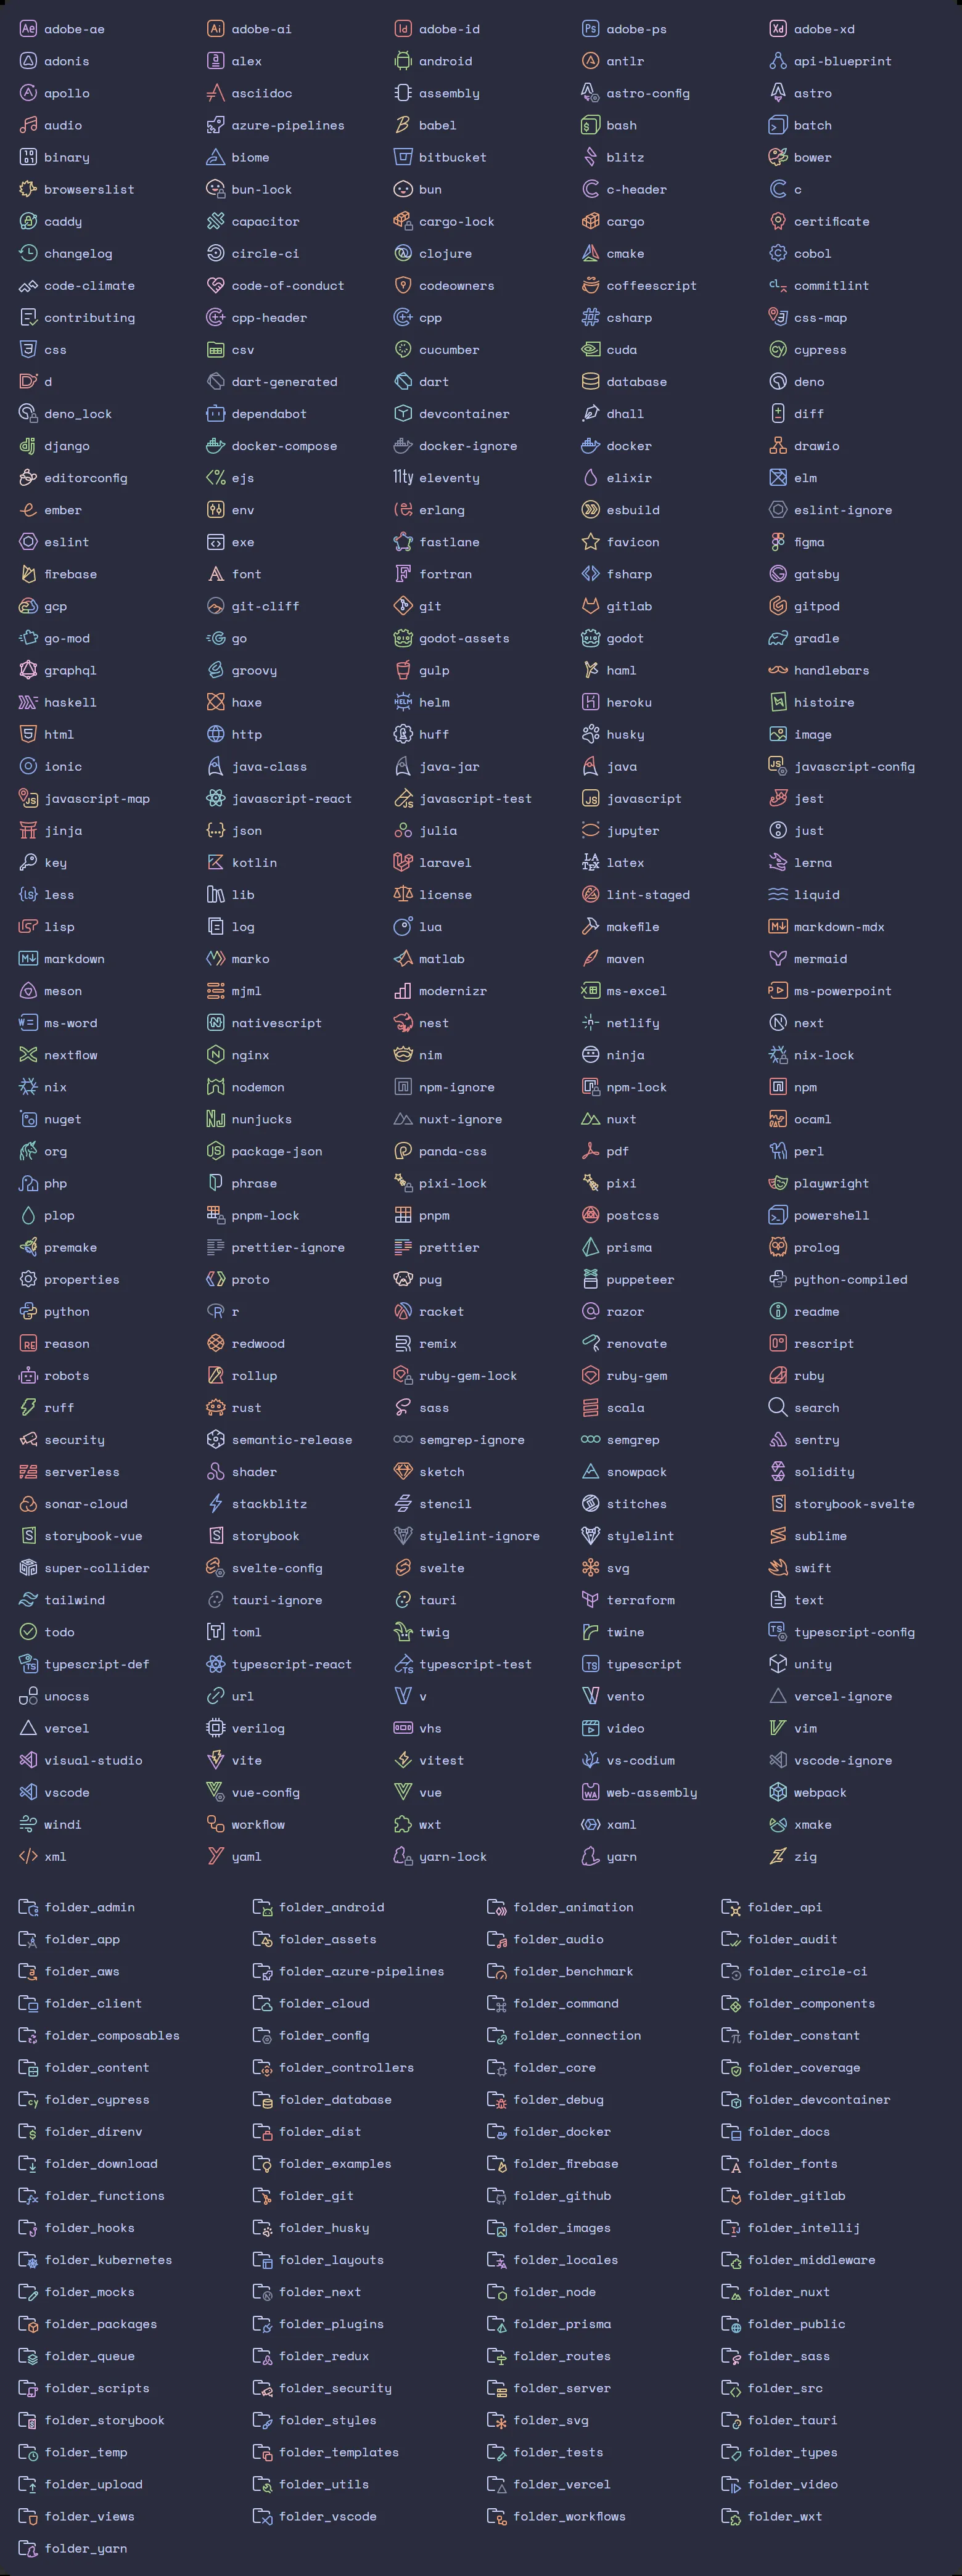 adobe-ae adobe-ai adobe-id adobe-ps adobe-xd
adonis alex android antlr api-blueprint
apollo asciidoc assembly astro-config astro
audio azure-pipelines babel bash batch
binary biome bitbucket blitz bower
browserslist bun-lock bun c-header c
caddy capacitor cargo-lock cargo certificate
changelog circle-ci clojure cmake cobol
code-climate code-of-conduct codeowners coffeescript commitlint
contributing cpp-header cpp csharp css-map
css csv cucumber cuda cypress
d dart-generated dart database deno
deno_lock dependabot devcontainer dhall diff
django docker-compose docker-ignore docker drawio
editorconfig ejs eleventy elixir elm
ember env erlang esbuild eslint-ignore
eslint exe fastlane favicon figma
firebase font fortran fsharp gatsby
gcp git-cliff git gitlab gitpod
go-mod go godot-assets godot gradle
graphql groovy gulp haml handlebars
haskell haxe helm heroku histoire
html http huff husky image
ionic java-class java-jar java javascript-config
javascript-map javascript-react javascript-test javascript jest
jinja json julia jupyter just
key kotlin laravel latex lerna
less lib license lint-staged liquid
lisp log lua makefile markdown-mdx
markdown marko matlab maven mermaid
meson mjml modernizr ms-excel ms-powerpoint
ms-word nativescript nest netlify next
nextflow nginx nim ninja nix-lock
nix nodemon npm-ignore npm-lock npm
nuget nunjucks nuxt-ignore nuxt ocaml
org package-json panda-css pdf perl
php phrase pixi-lock pixi playwright
plop pnpm-lock pnpm postcss powershell
premake prettier-ignore prettier prisma prolog
properties proto pug puppeteer python-compiled
python r racket razor readme
reason redwood remix renovate rescript
robots rollup ruby-gem-lock ruby-gem ruby
ruff rust sass scala search
security semantic-release semgrep-ignore semgrep sentry
serverless shader sketch snowpack solidity
sonar-cloud stackblitz stencil stitches storybook-svelte
storybook-vue storybook stylelint-ignore stylelint sublime
super-collider svelte-config svelte svg swift
tailwind tauri-ignore tauri terraform text
todo toml twig twine typescript-config
typescript-def typescript-react typescript-test typescript unity
unocss url v vento vercel-ignore
vercel verilog vhs video vim
visual-studio vite vitest vs-codium vscode-ignore
vscode vue-config vue web-assembly webpack
windi workflow wxt xaml xmake
xml yaml yarn-lock yarn zig
folder_admin folder_android folder_animation folder_api
folder_app folder_assets folder_audio folder_audit
folder_aws folder_azure-pipelines folder_benchmark folder_circle-ci
folder_client folder_cloud folder_command folder_components
folder_composables folder_config folder_connection folder_constant
folder_content folder_controllers folder_core folder_coverage
folder_cypress folder_database folder_debug folder_devcontainer
folder_direnv folder_dist folder_docker folder_docs
folder_download folder_examples folder_firebase folder_fonts
folder_functions folder_git folder_github folder_gitlab
folder_hooks folder_husky folder_images folder_intellij
folder_kubernetes folder_layouts folder_locales folder_middleware
folder_mocks folder_next folder_node folder_nuxt
folder_packages folder_plugins folder_prisma folder_public
folder_queue folder_redux folder_routes folder_sass
folder_scripts folder_security folder_server folder_src
folder_storybook folder_styles folder_svg folder_tauri
folder_temp folder_templates folder_tests folder_types
folder_upload folder_utils folder_vercel folder_video
folder_views folder_vscode folder_workflows folder_wxt
folder_yarn